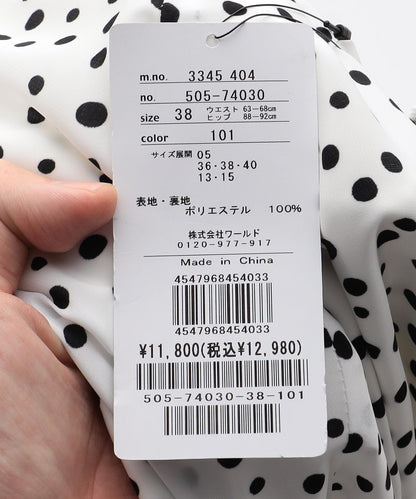 m.no. 3345 404
no. 505-74030
size 38 ウエスト 63-68cm
ヒップ 88-92cm
color 101
サイズ展開 05
36・38・40
13・15
表地・裏地
ポリエステル 100%
株式会社ワールド
0120-977-917
Made in China
4547968454033
4547968454033
¥11,800(税込¥12,980)
505-74030-38-101